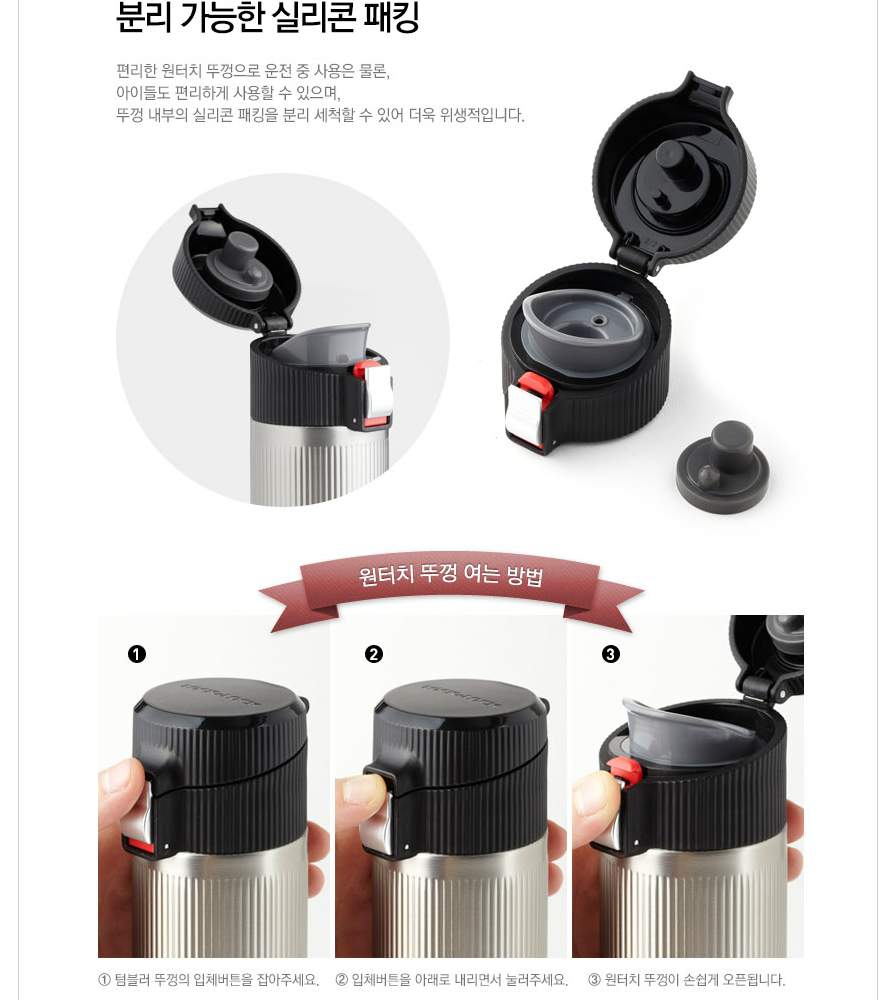 분리 가능한 실리콘 패킹
편리한 원터치 뚜껑으로 운전 중 사용은 물론,
아이들도 편리하게 사용할 수 있으며,
뚜껑 내부의 실리콘 패킹을 분리 세척할 수 있어 더욱 위생적입니다.
원터치 뚜껑 여는 방법
1 2 3
① 텀블러 뚜껑의 입체버튼을 잡아주세요. ② 입체버튼을 아래로 내리면서 눌러주세요. ③ 원터치 뚜껑이 손쉽게 오픈됩니다.